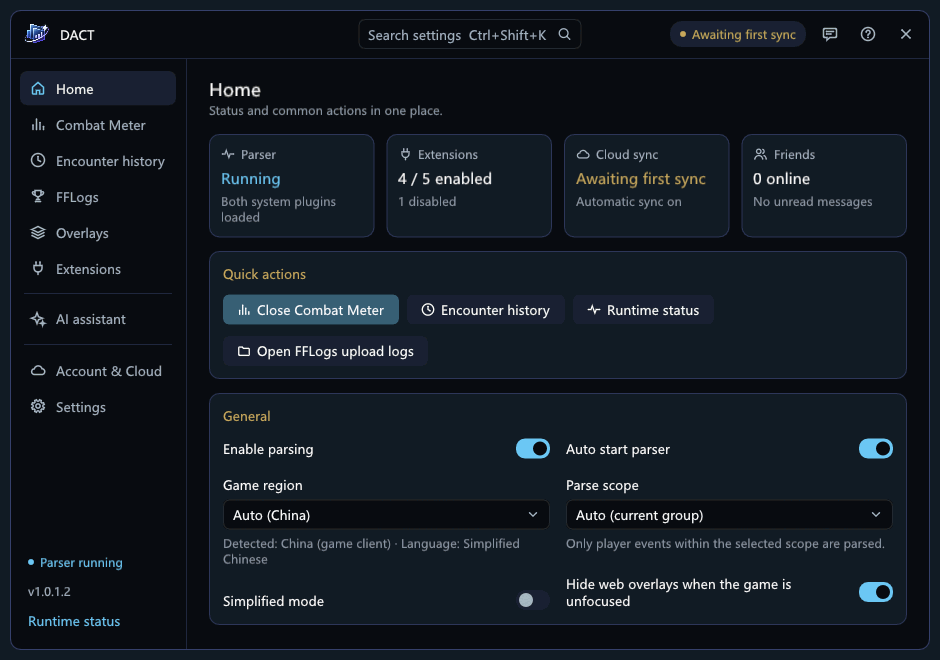 DACT
Search settings Ctrl+Shift+K
Awaiting first sync
Home
Combat Meter
Encounter history
FFLogs
Overlays
Extensions
AI assistant
Account & Cloud
Settings
Parser running
v1.0.1.2
Runtime status
Home
Status and common actions in one place.
Parser
Running
Both system plugins
loaded
Extensions
4 / 5 enabled
1 disabled
Cloud sync
Awaiting first sync
Automatic sync on
Friends
0 online
No unread messages
Quick actions
Close Combat Meter
Encounter history
Runtime status
Open FFLogs upload logs
General
Enable parsing
Auto start parser
Game region
Auto (China)
Detected: China (game client) · Language: Simplified
Chinese
Parse scope
Auto (current group)
Only player events within the selected scope are parsed.
Simplified mode
Hide web overlays when the game is
unfocused